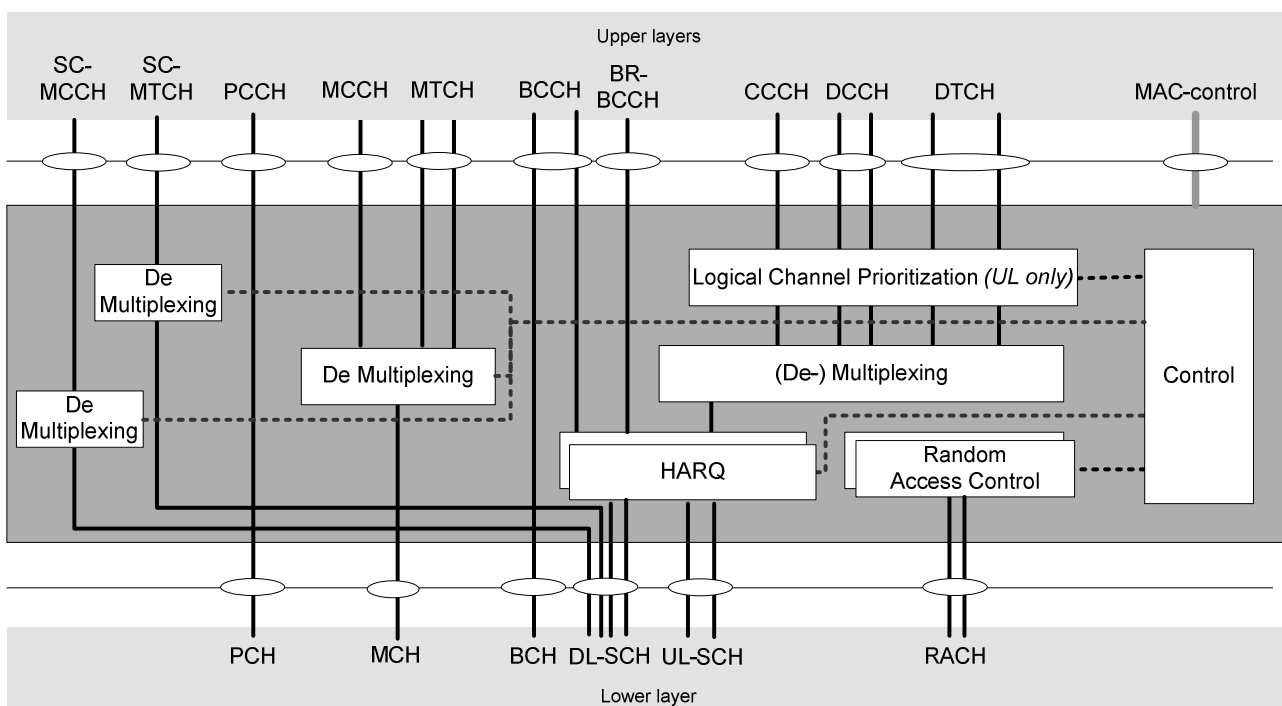 Upper layers
SC-
MCCH
SC-
MTCH
PCCH
MCCH
MTCH
BCCH
BR-
BCCH
CCCH
DCCH
DTCH
MAC-control
De
Multiplexing
Logical Channel Prioritization (UL only)
De Multiplexing
(De-) Multiplexing
Control
De
Multiplexing
HARQ
Random
Access Control
PCH
MCH
BCH
DL-SCH
UL-SCH
RACH
Lower layer